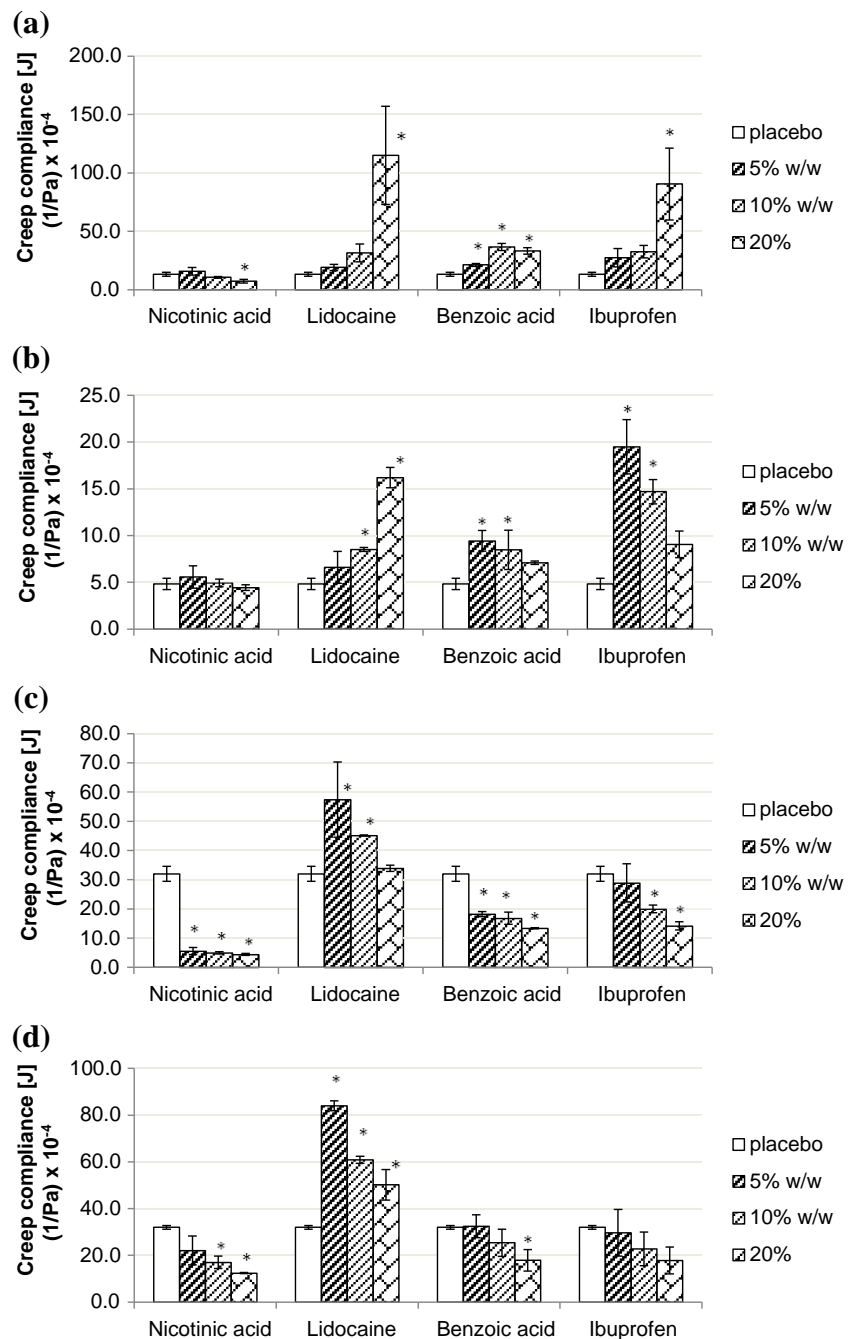 (a)
Creep compliance [J]
(1/Pa) x 10⁻⁴
200.0
150.0
100.0
50.0
0.0
*
*
*
*
*
*
Nicotinic acid Lidocaine Benzoic acid Ibuprofen
placebo
5% w/w
10% w/w
20%
(b)
Creep compliance [J]
(1/Pa) x 10⁻⁴
25.0
20.0
15.0
10.0
5.0
0.0
*
*
*
*
*
*
Nicotinic acid Lidocaine Benzoic acid Ibuprofen
placebo
5% w/w
10% w/w
20%
(c)
Creep compliance [J]
(1/Pa) x 10⁻⁴
80.0
70.0
60.0
50.0
40.0
30.0
20.0
10.0
0.0
* * *
*
*
* * *
* *
Nicotinic acid Lidocaine Benzoic acid Ibuprofen
placebo
5% w/w
10% w/w
20%
(d)
Creep compliance [J]
(1/Pa) x 10⁻⁴
100.0
80.0
60.0
40.0
20.0
0.0
* *
*
*
*
*
Nicotinic acid Lidocaine Benzoic acid Ibuprofen
placebo
5% w/w
10% w/w
20%